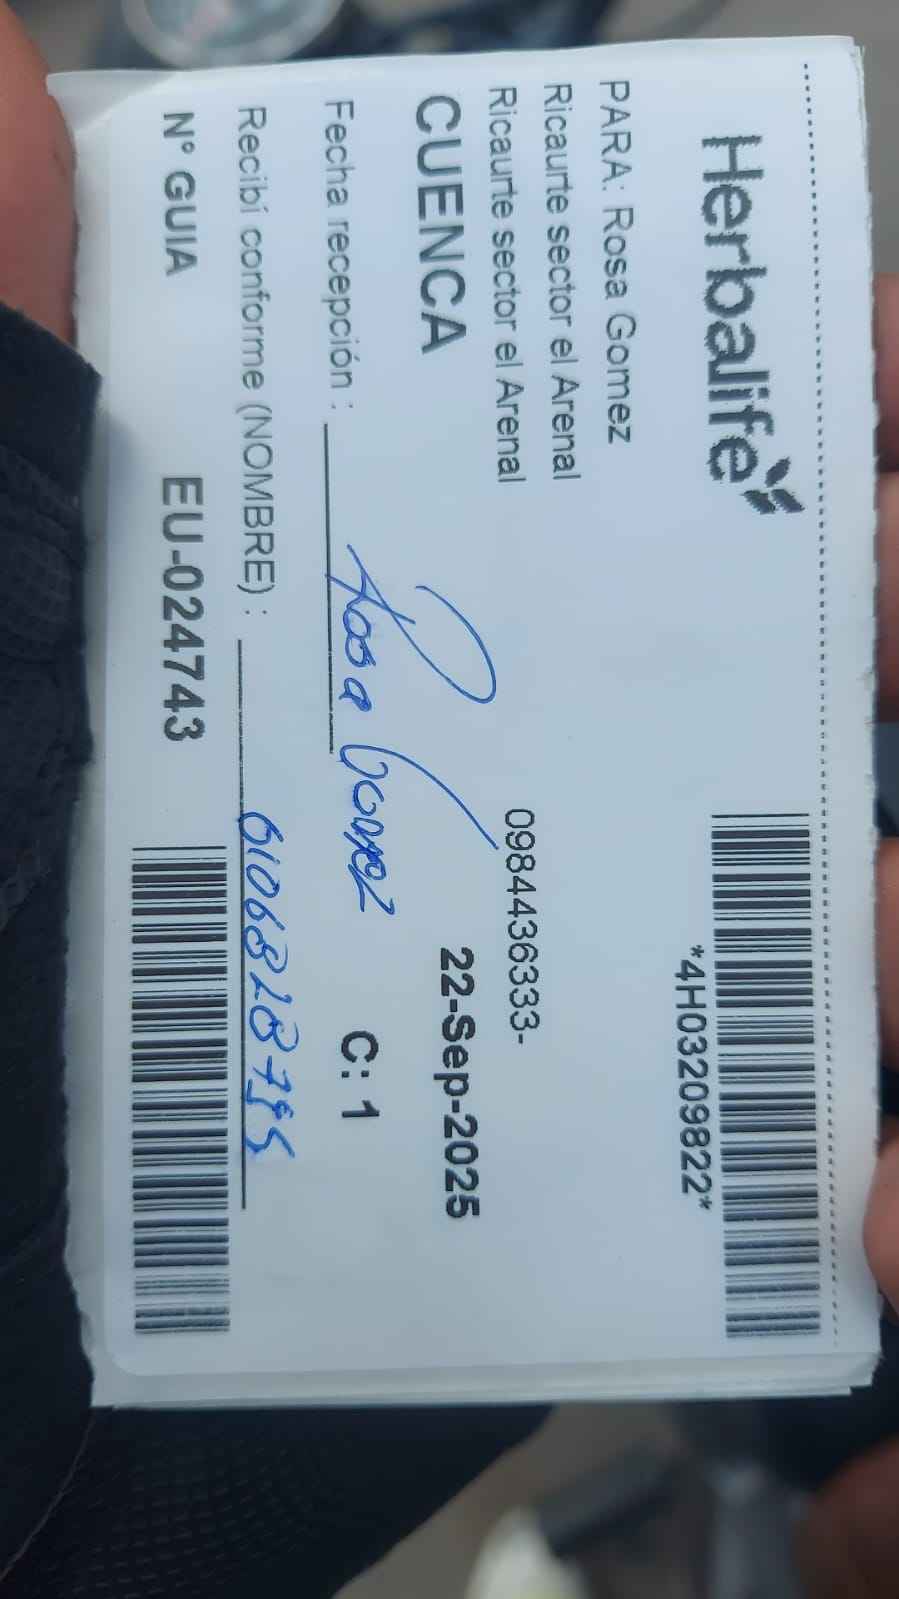 Herbalife
*4H03209822*
PARA: Rosa Gomez
Ricaurte sector el Arenal
Ricaurte sector el Arenal
0984436333-
CUENCA
22-Sep-2025
Fecha recepción :
Rosa Gomez
C: 1
Recibí conforme (NOMBRE) :
N° GUIA
EU-024743